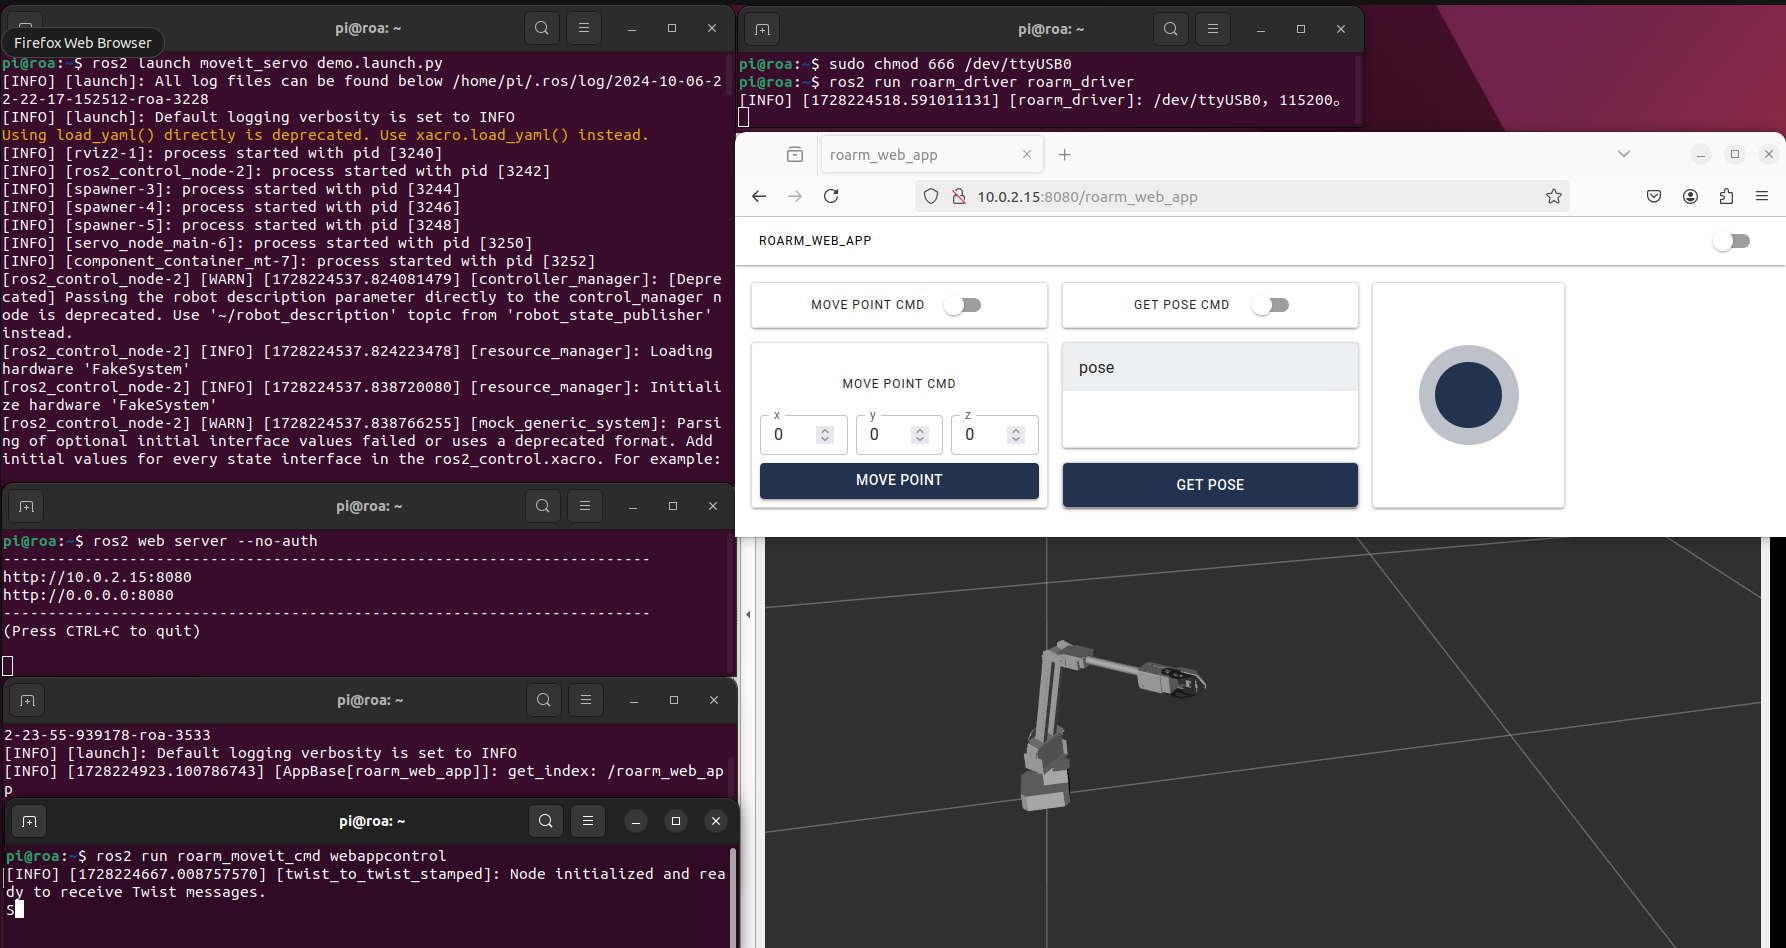 pi@roa: ~
Firefox Web Browser
pi@roa:~$ ros2 launch moveit_servo demo.launch.py
[INFO] [launch]: All log files can be found below /home/pi/.ros/log/2024-10-06-2
2-22-17-152512-roa-3228
[INFO] [launch]: Default logging verbosity is set to INFO
Using load_yaml() directly is deprecated. Use xacro.load_yaml() instead.
[INFO] [rviz2-1]: process started with pid [3240]
[INFO] [ros2_control_node-2]: process started with pid [3242]
[INFO] [spawner-3]: process started with pid [3244]
[INFO] [spawner-4]: process started with pid [3246]
[INFO] [spawner-5]: process started with pid [3248]
[INFO] [servo_node_main-6]: process started with pid [3250]
[INFO] [component_container_mt-7]: process started with pid [3252]
[ros2_control_node-2] [WARN] [1728224537.824081479] [controller_manager]: [Depre
cated] Passing the robot description parameter directly to the control_manager n
ode is deprecated. Use '~/robot_description' topic from 'robot_state_publisher'
instead.
[ros2_control_node-2] [INFO] [1728224537.824223478] [resource_manager]: Loading
hardware 'FakeSystem'
[ros2_control_node-2] [INFO] [1728224537.838720080] [resource_manager]: Initiali
ze hardware 'FakeSystem'
[ros2_control_node-2] [WARN] [1728224537.838766255] [mock_generic_system]: Parsi
ng of optional initial interface values failed or uses a deprecated format. Add
initial values for every state interface in the ros2_control.xacro. For example:
pi@roa: ~
pi@roa:~$ ros2 web server --no-auth
--------------------------------------------------------------------------------
http://10.0.2.15:8080
http://0.0.0.0:8080
--------------------------------------------------------------------------------
(Press CTRL+C to quit)
pi@roa: ~
2-23-55-939178-roa-3533
[INFO] [launch]: Default logging verbosity is set to INFO
[INFO] [1728224923.100786743] [AppBase[roarm_web_app]]: get_index: /roarm_web_ap
p
pi@roa: ~
pi@roa:~$ ros2 run roarm_moveit_cmd webappcontrol
[INFO] [1728224667.008757570] [twist_to_twist_stamped]: Node initialized and rea
dy to receive Twist messages.
S
pi@roa: ~
pi@roa:~$ sudo chmod 666 /dev/ttyUSB0
pi@roa:~$ ros2 run roarm_driver roarm_driver
[INFO] [1728224518.591011131] [roarm_driver]: /dev/ttyUSB0，115200。
roarm_web_app
10.0.2.15:8080/roarm_web_app
ROARM_WEB_APP
MOVE POINT CMD
GET POSE CMD
MOVE POINT CMD
x y z
0 0 0
MOVE POINT
pose
GET POSE